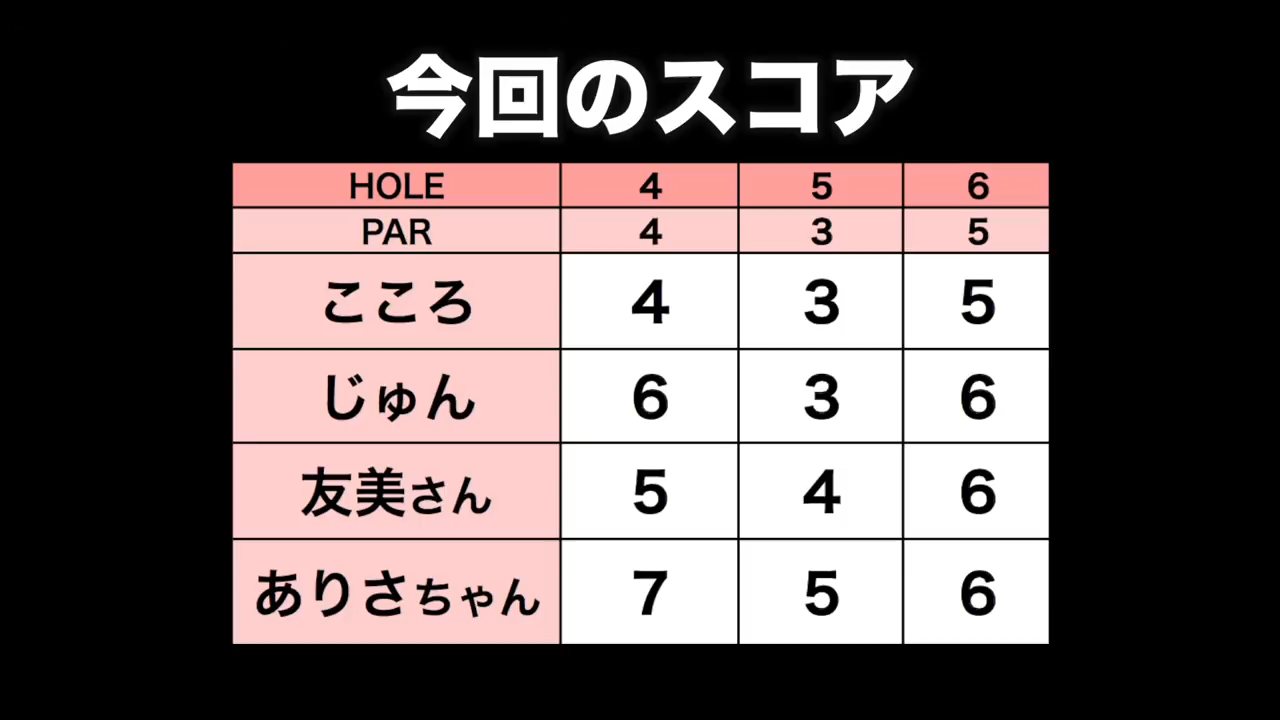 今回のスコア
HOLE 4 5 6
PAR 4 3 5
こころ 4 3 5
じゅん 6 3 6
友美さん 5 4 6
ありさちゃん 7 5 6